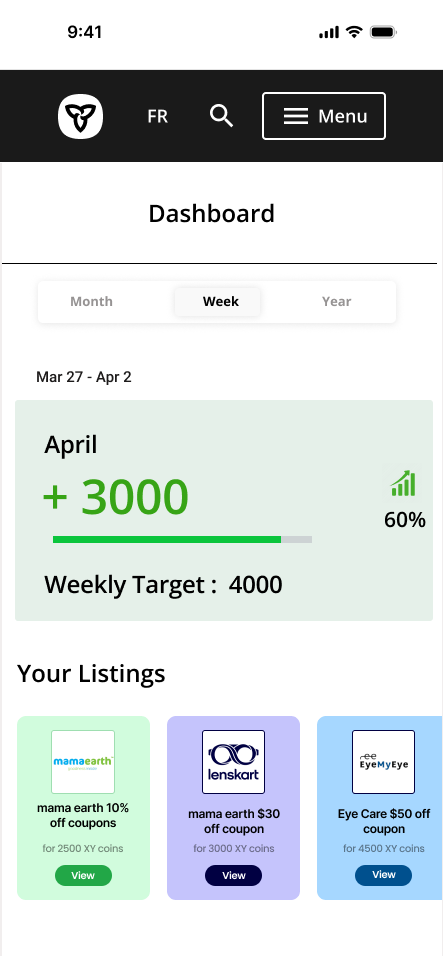 9:41
FR
Menu
Dashboard
Month Week Year
Mar 27 - Apr 2
April
+ 3000
60%
Weekly Target : 4000
Your Listings
mamaearth
lenskart
EyeMyEye
mama earth 10%
off coupons
for 2500 XY coins
View
mama earth $30
off coupon
for 3000 XY coins
View
Eye Care $50 off
coupon
for 4500 XY coins
View